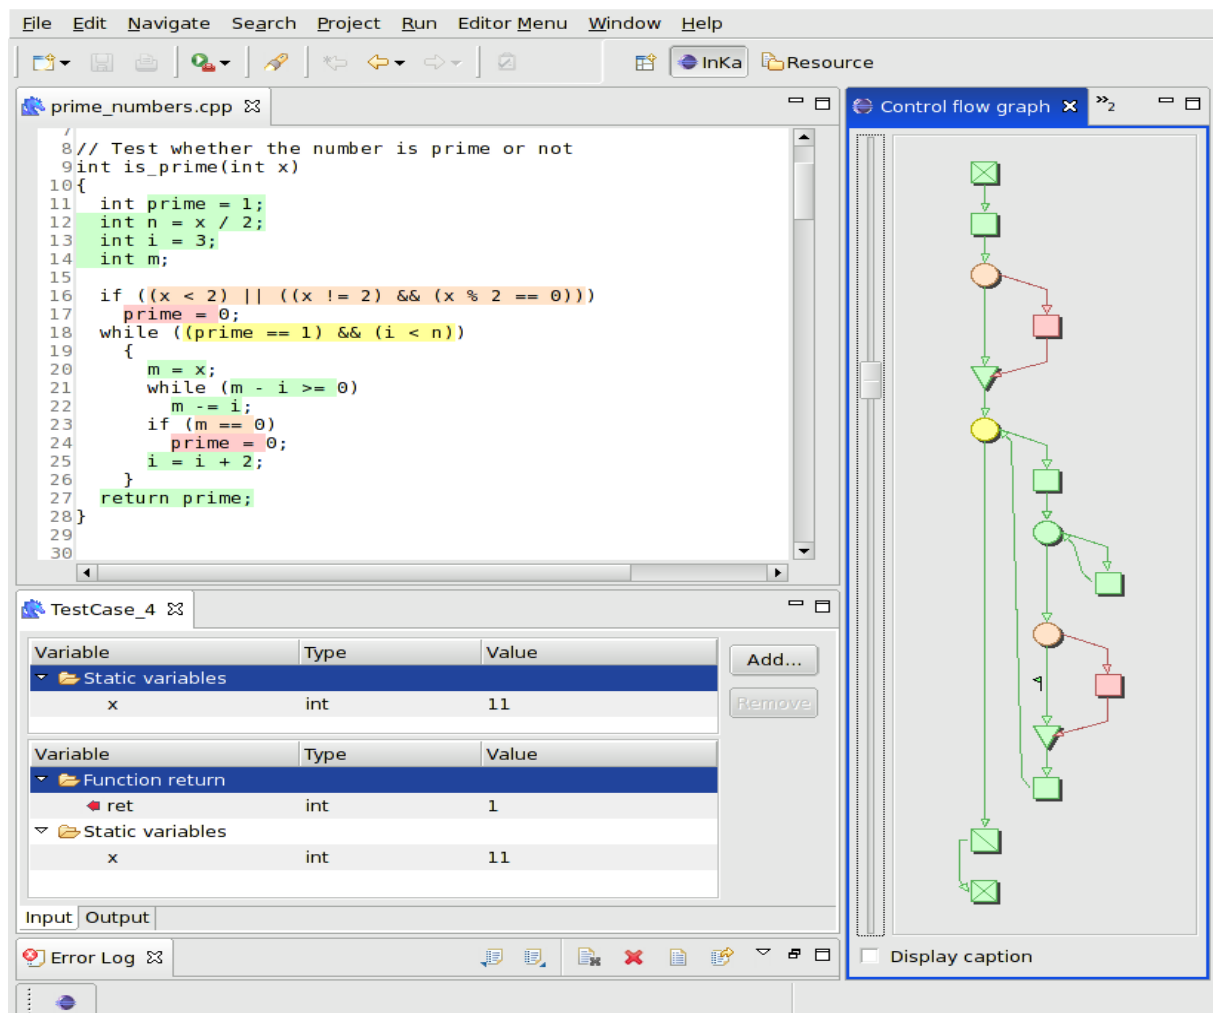 File Edit Navigate Search Project Run Editor Menu Window Help
InKa Resource
prime_numbers.cpp
7
8 // Test whether the number is prime or not
9 int is_prime(int x)
10 {
11 int prime = 1;
12 int n = x / 2;
13 int i = 3;
14 int m;
15
16 if ((x < 2) || ((x != 2) && (x % 2 == 0)))
17 prime = 0;
18 while ((prime == 1) && (i < n))
19 {
20 m = x;
21 while (m - i >= 0)
22 m -= i;
23 if (m == 0)
24 prime = 0;
25 i = i + 2;
26 }
27 return prime;
28 }
29
30
TestCase_4
Variable Type Value
Static variables
x int 11
Add...
Remove
Variable Type Value
Function return
ret int 1
Static variables
x int 11
Input Output
Error Log
Control flow graph »2
Display caption